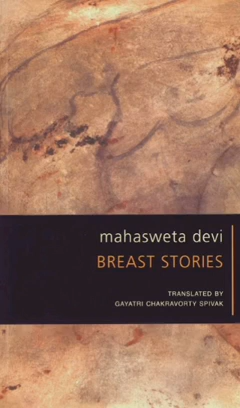 mahasweta devi
BREAST STORIES
TRANSLATED BY
GAYATRI CHAKRAVORTY SPIVAK